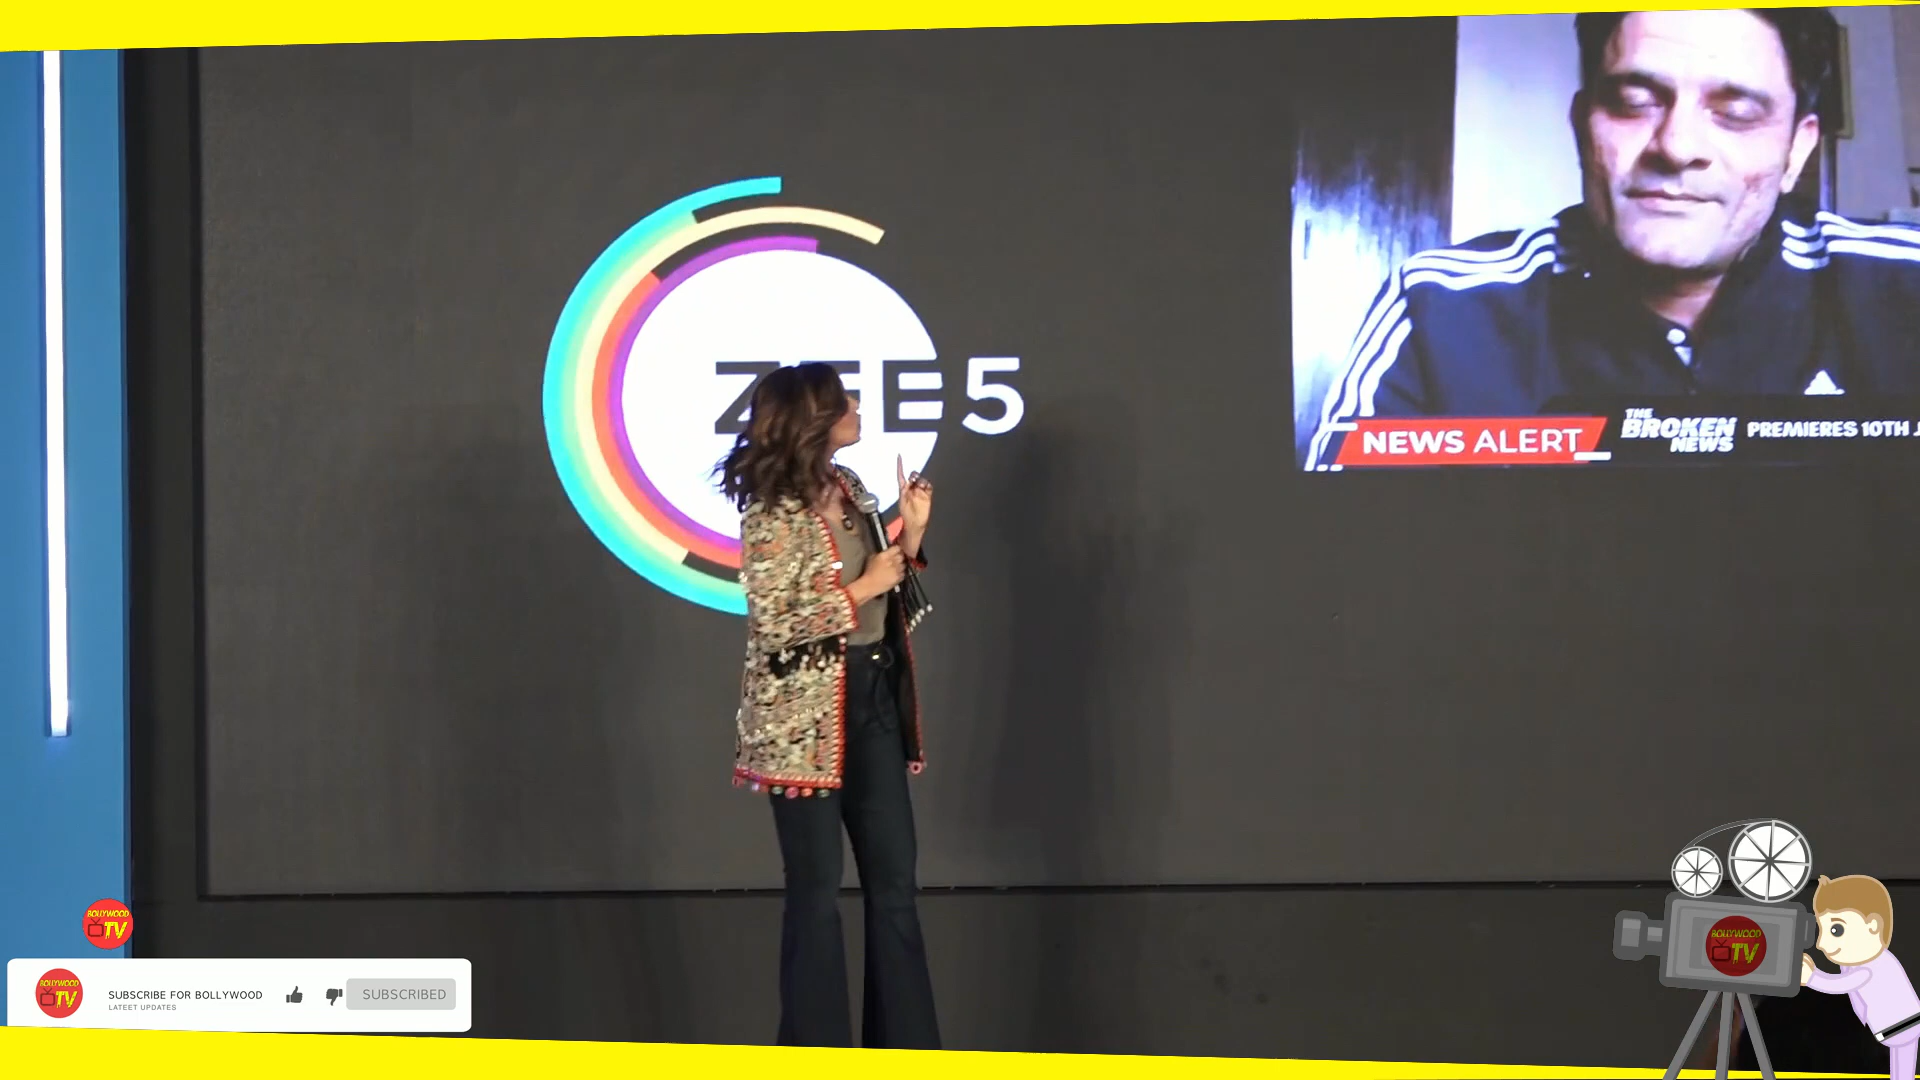 ZEE5
NEWS ALERT
THE
BROKEN
NEWS
PREMIERES 10TH
BOLLYWOOD
TV
BOLLYWOOD
TV
SUBSCRIBE FOR BOLLYWOOD
LATEET UPDATES
SUBSCRIBED
BOLLYWOOD
TV